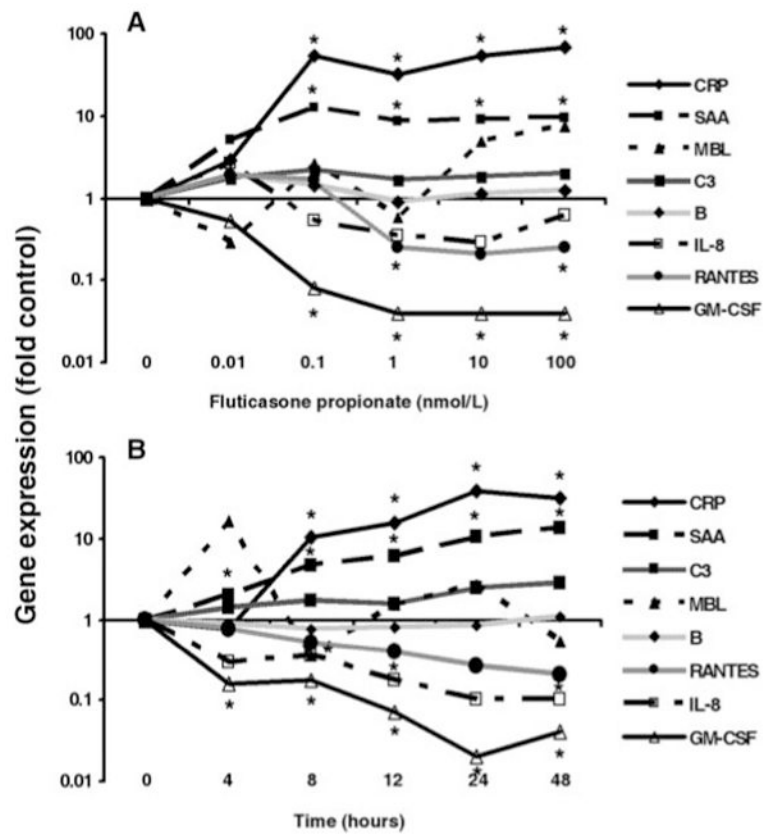 A
100
10
1
0.1
0.01
0 0.01 0.1 1 10 100
Fluticasone propionate (nmol/L)
CRP
SAA
MBL
C3
B
IL-8
RANTES
GM-CSF
Gene expression (fold control)
B
100
10
1
0.1
0.01
0 4 8 12 24 48
Time (hours)
CRP
SAA
C3
MBL
B
RANTES
IL-8
GM-CSF